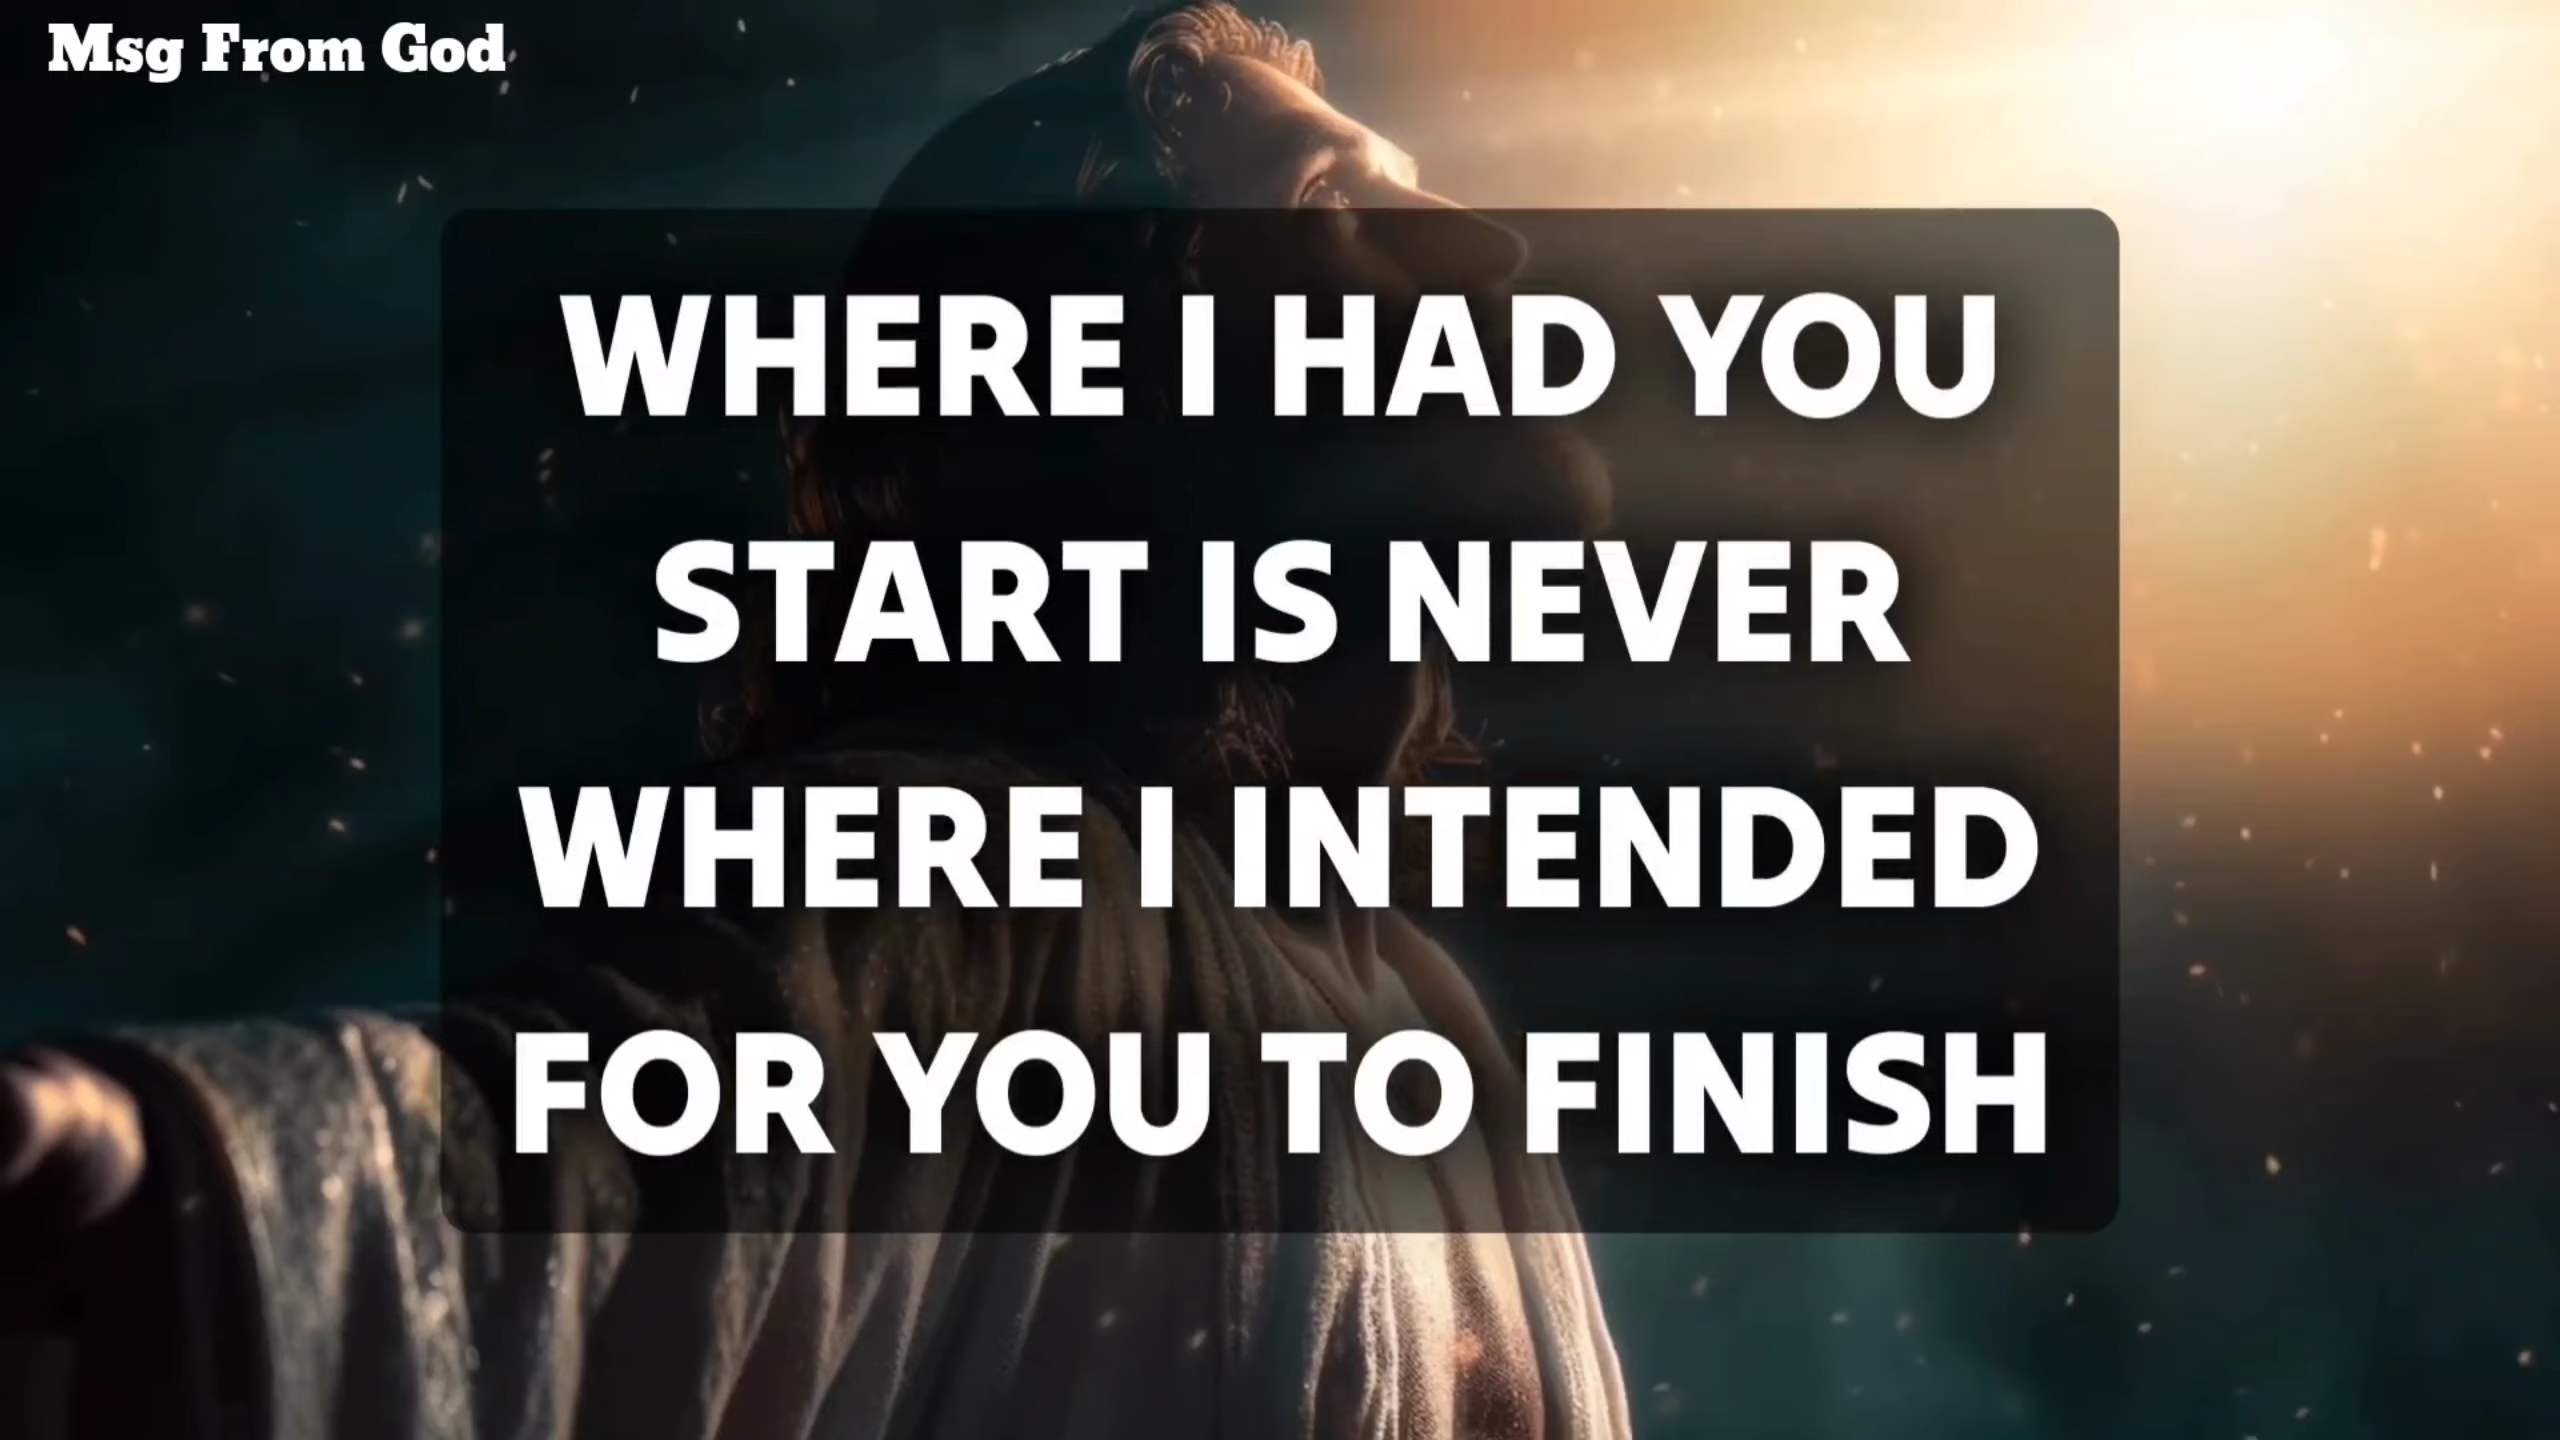 Msg From God
WHERE I HAD YOU
START IS NEVER
WHERE I INTENDED
FOR YOU TO FINISH